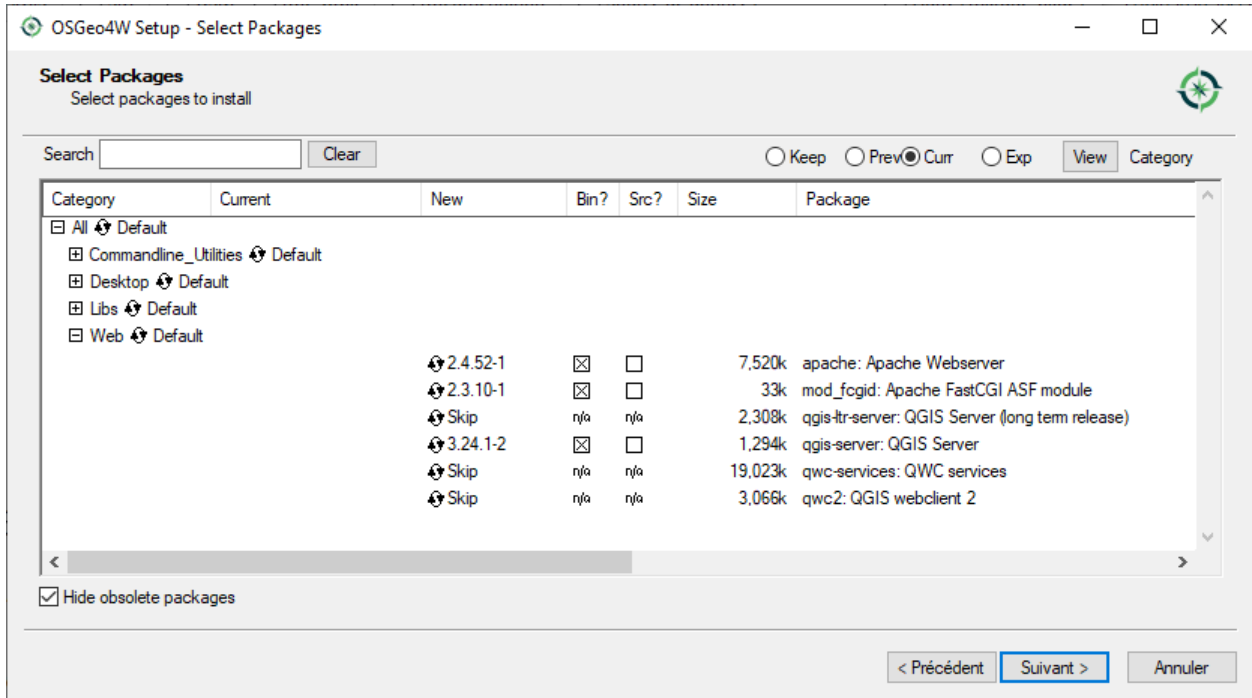 OSGeo4W Setup - Select Packages
Select Packages
Select packages to install
Search Clear Keep Prev Curr Exp View Category
Category Current New Bin? Src? Size Package
All Default
Commandline_Utilities Default
Desktop Default
Libs Default
Web Default
2.4.52-1 7,520k apache: Apache Webserver
2.3.10-1 33k mod_fcgid: Apache FastCGI ASF module
Skip n/a n/a 2,308k qgis-ltr-server: QGIS Server (long term release)
3.24.1-2 1,294k qgis-server: QGIS Server
Skip n/a n/a 19,023k qwc-services: QWC services
Skip n/a n/a 3,066k qwc2: QGIS webclient 2
Hide obsolete packages
< Précédent Suivant > Annuler